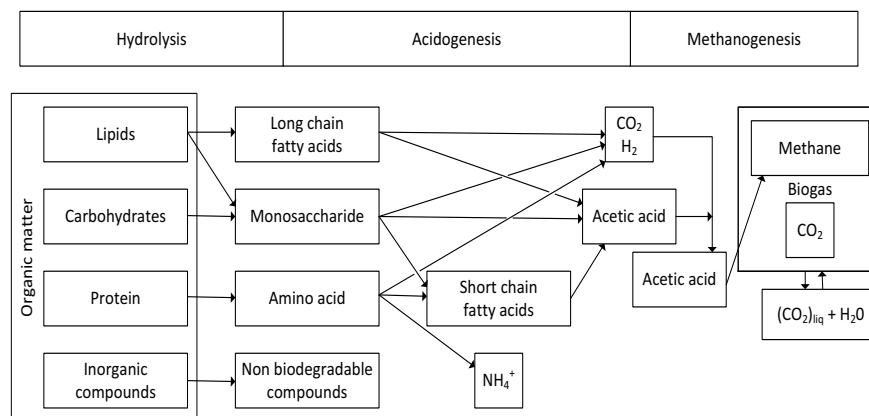 Hydrolysis
Acidogenesis
Methanogenesis
Organic matter
Lipids
Long chain
fatty acids
CO₂
H₂
Methane
Biogas
CO₂
Carbohydrates
Monosaccharide
Acetic acid
Acetic acid
Protein
Amino acid
Short chain
fatty acids
(CO₂)liq + H₂0
Inorganic
compounds
Non biodegradable
compounds
NH₄⁺